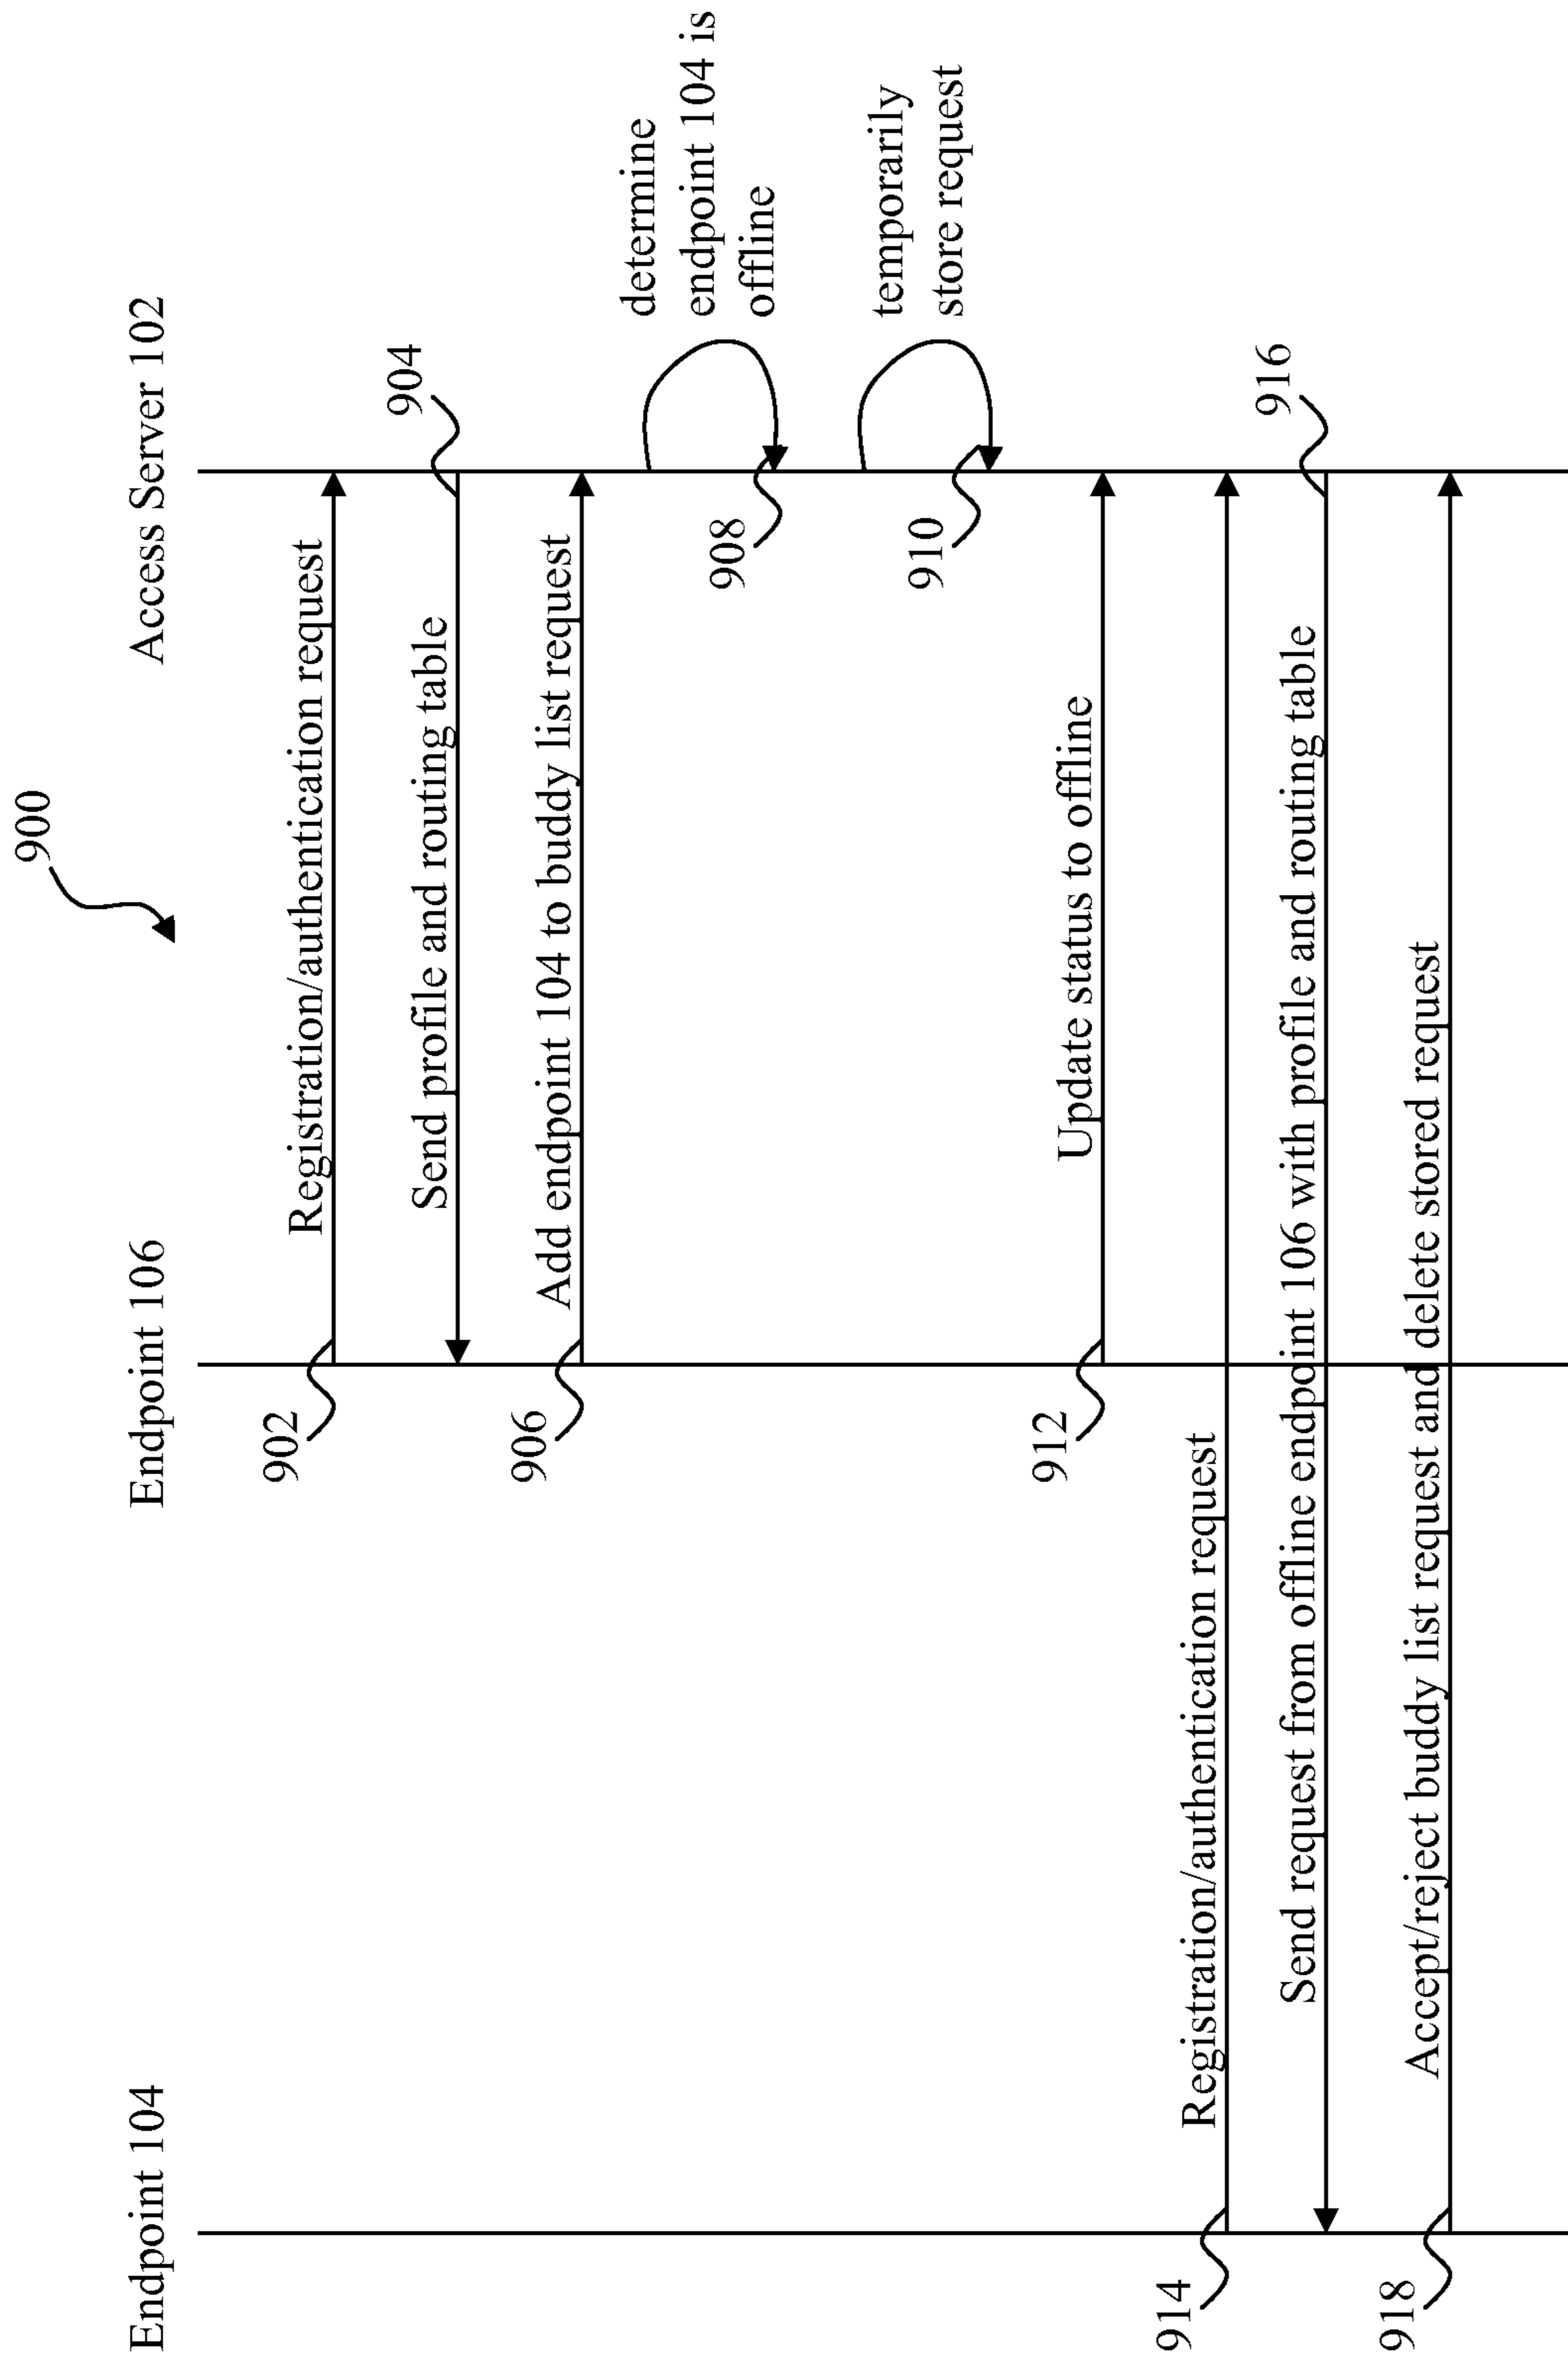 900
Endpoint 104
Endpoint 106
Access Server 102
Registration/authentication request
902
Send profile and routing table
904
Add endpoint 104 to buddy list request
906
determine
endpoint 104 is
offline
908
temporarily
store request
910
Update status to offline
912
Registration/authentication request
914
Send request from offline endpoint 106 with profile and routing table
916
Accept/reject buddy list request and delete stored request
918